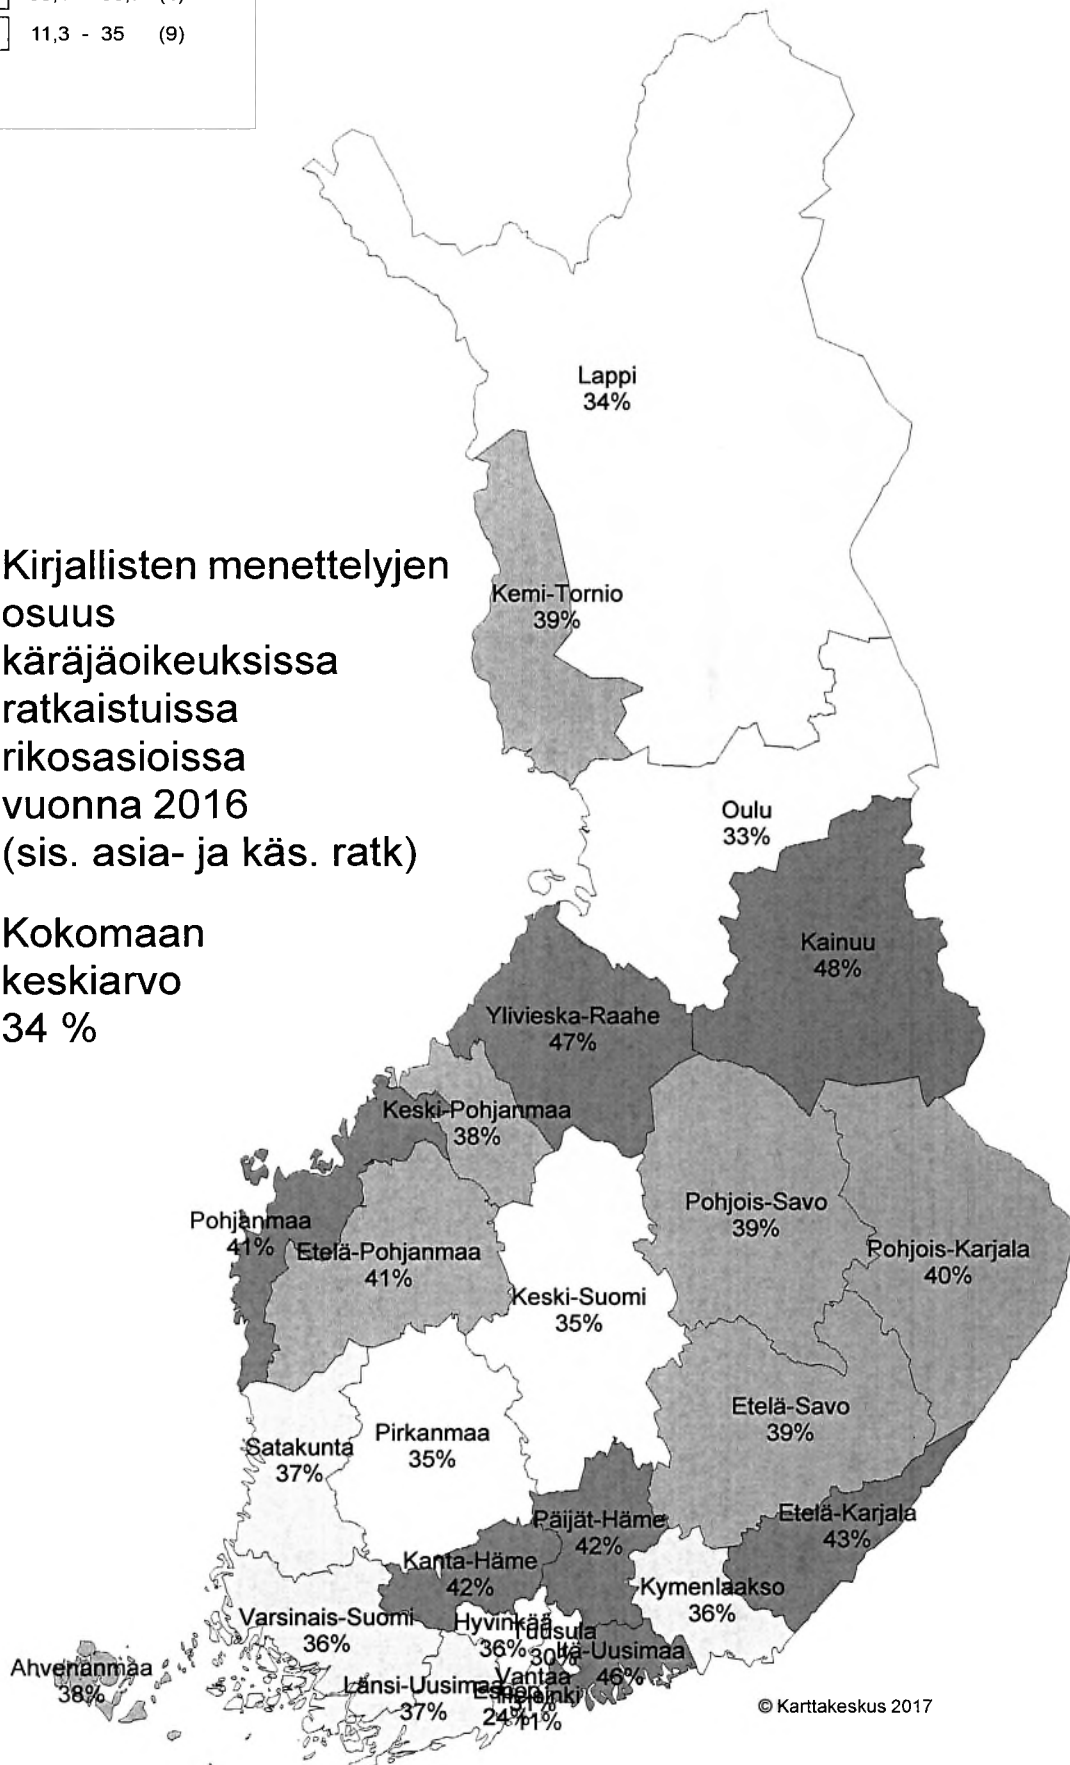 11,3 - 35 (9)
Lappi
34%
Kirjallisten menettelyjen
osuus
käräjäoikeuksissa
ratkaistuissa
rikosasioissa
vuonna 2016
(sis. asia- ja käs. ratk)
Kokomaan
keskiarvo
34 %
Kemi-Tornio
39%
Oulu
33%
Kainuu
48%
Ylivieska-Raahe
47%
Keski-Pohjanmaa
38%
Pohjanmaa
41%
Etelä-Pohjanmaa
41%
Pohjois-Savo
39%
Pohjois-Karjala
40%
Keski-Suomi
35%
Etelä-Savo
39%
Pirkanmaa
35%
Satakunta
37%
Päijät-Häme
42%
Etelä-Karjala
43%
Kanta-Häme
42%
Kymenlaakso
36%
Varsinais-Suomi
36%
Hyvinkää
36%
Tuusula
30%
Itä-Uusimaa
46%
Ahvenanmaa
38%
Länsi-Uusimaa
37%
Vantaa
Espoo
24%
Helsinki
11%
© Karttakeskus 2017